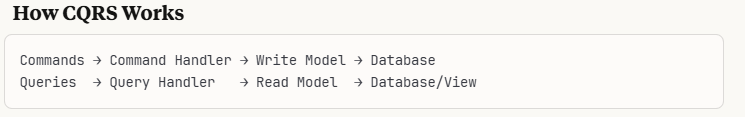 How CQRS Works
Commands → Command Handler → Write Model → Database
Queries  → Query Handler   → Read Model  → Database/View